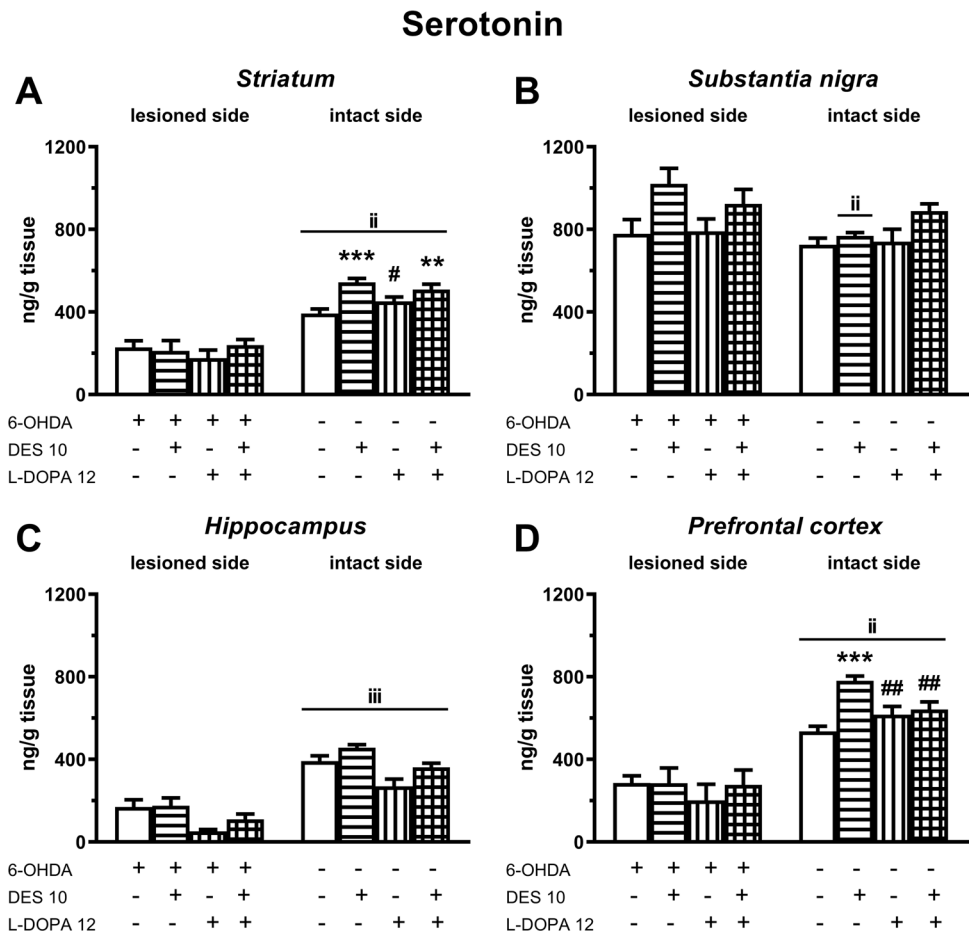 Serotonin
A
Striatum
lesioned side intact side
ng/g tissue
1200
800
400
0
ii
*** # **
6-OHDA + + + + - - - -
DES 10 - + - + - + - +
L-DOPA 12 - - + + - - + +
B
Substantia nigra
lesioned side intact side
ng/g tissue
1200
800
400
0
ii
6-OHDA + + + + - - - -
DES 10 - + - + - + - +
L-DOPA 12 - - + + - - + +
C
Hippocampus
lesioned side intact side
ng/g tissue
1200
800
400
0
iii
6-OHDA + + + + - - - -
DES 10 - + - + - + - +
L-DOPA 12 - - + + - - + +
D
Prefrontal cortex
lesioned side intact side
ng/g tissue
1200
800
400
0
ii
*** ## ##
6-OHDA + + + + - - - -
DES 10 - + - + - + - +
L-DOPA 12 - - + + - - + +